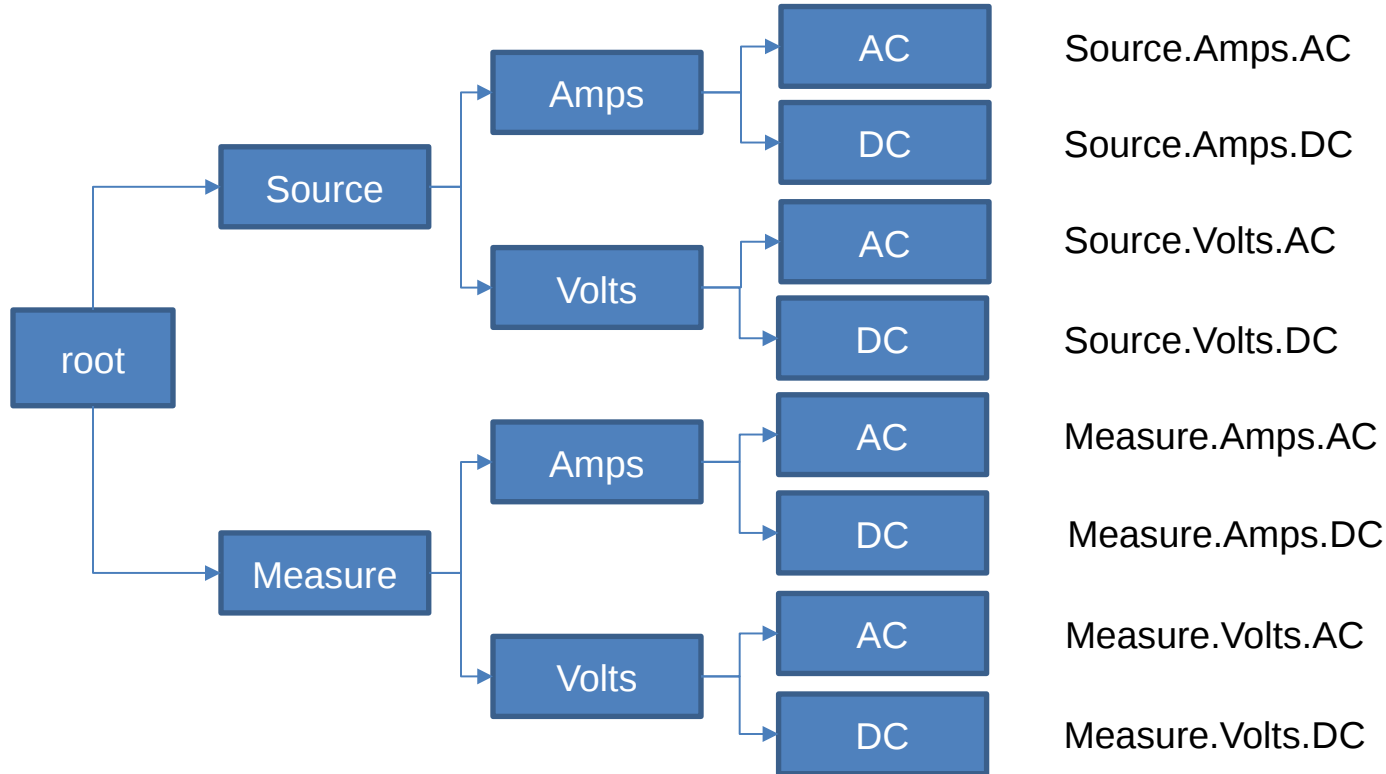 root
Source
Measure
Amps
Volts
Amps
Volts
AC
Source.Amps.AC
DC
Source.Amps.DC
AC
Source.Volts.AC
DC
Source.Volts.DC
AC
Measure.Amps.AC
DC
Measure.Amps.DC
AC
Measure.Volts.AC
DC
Measure.Volts.DC